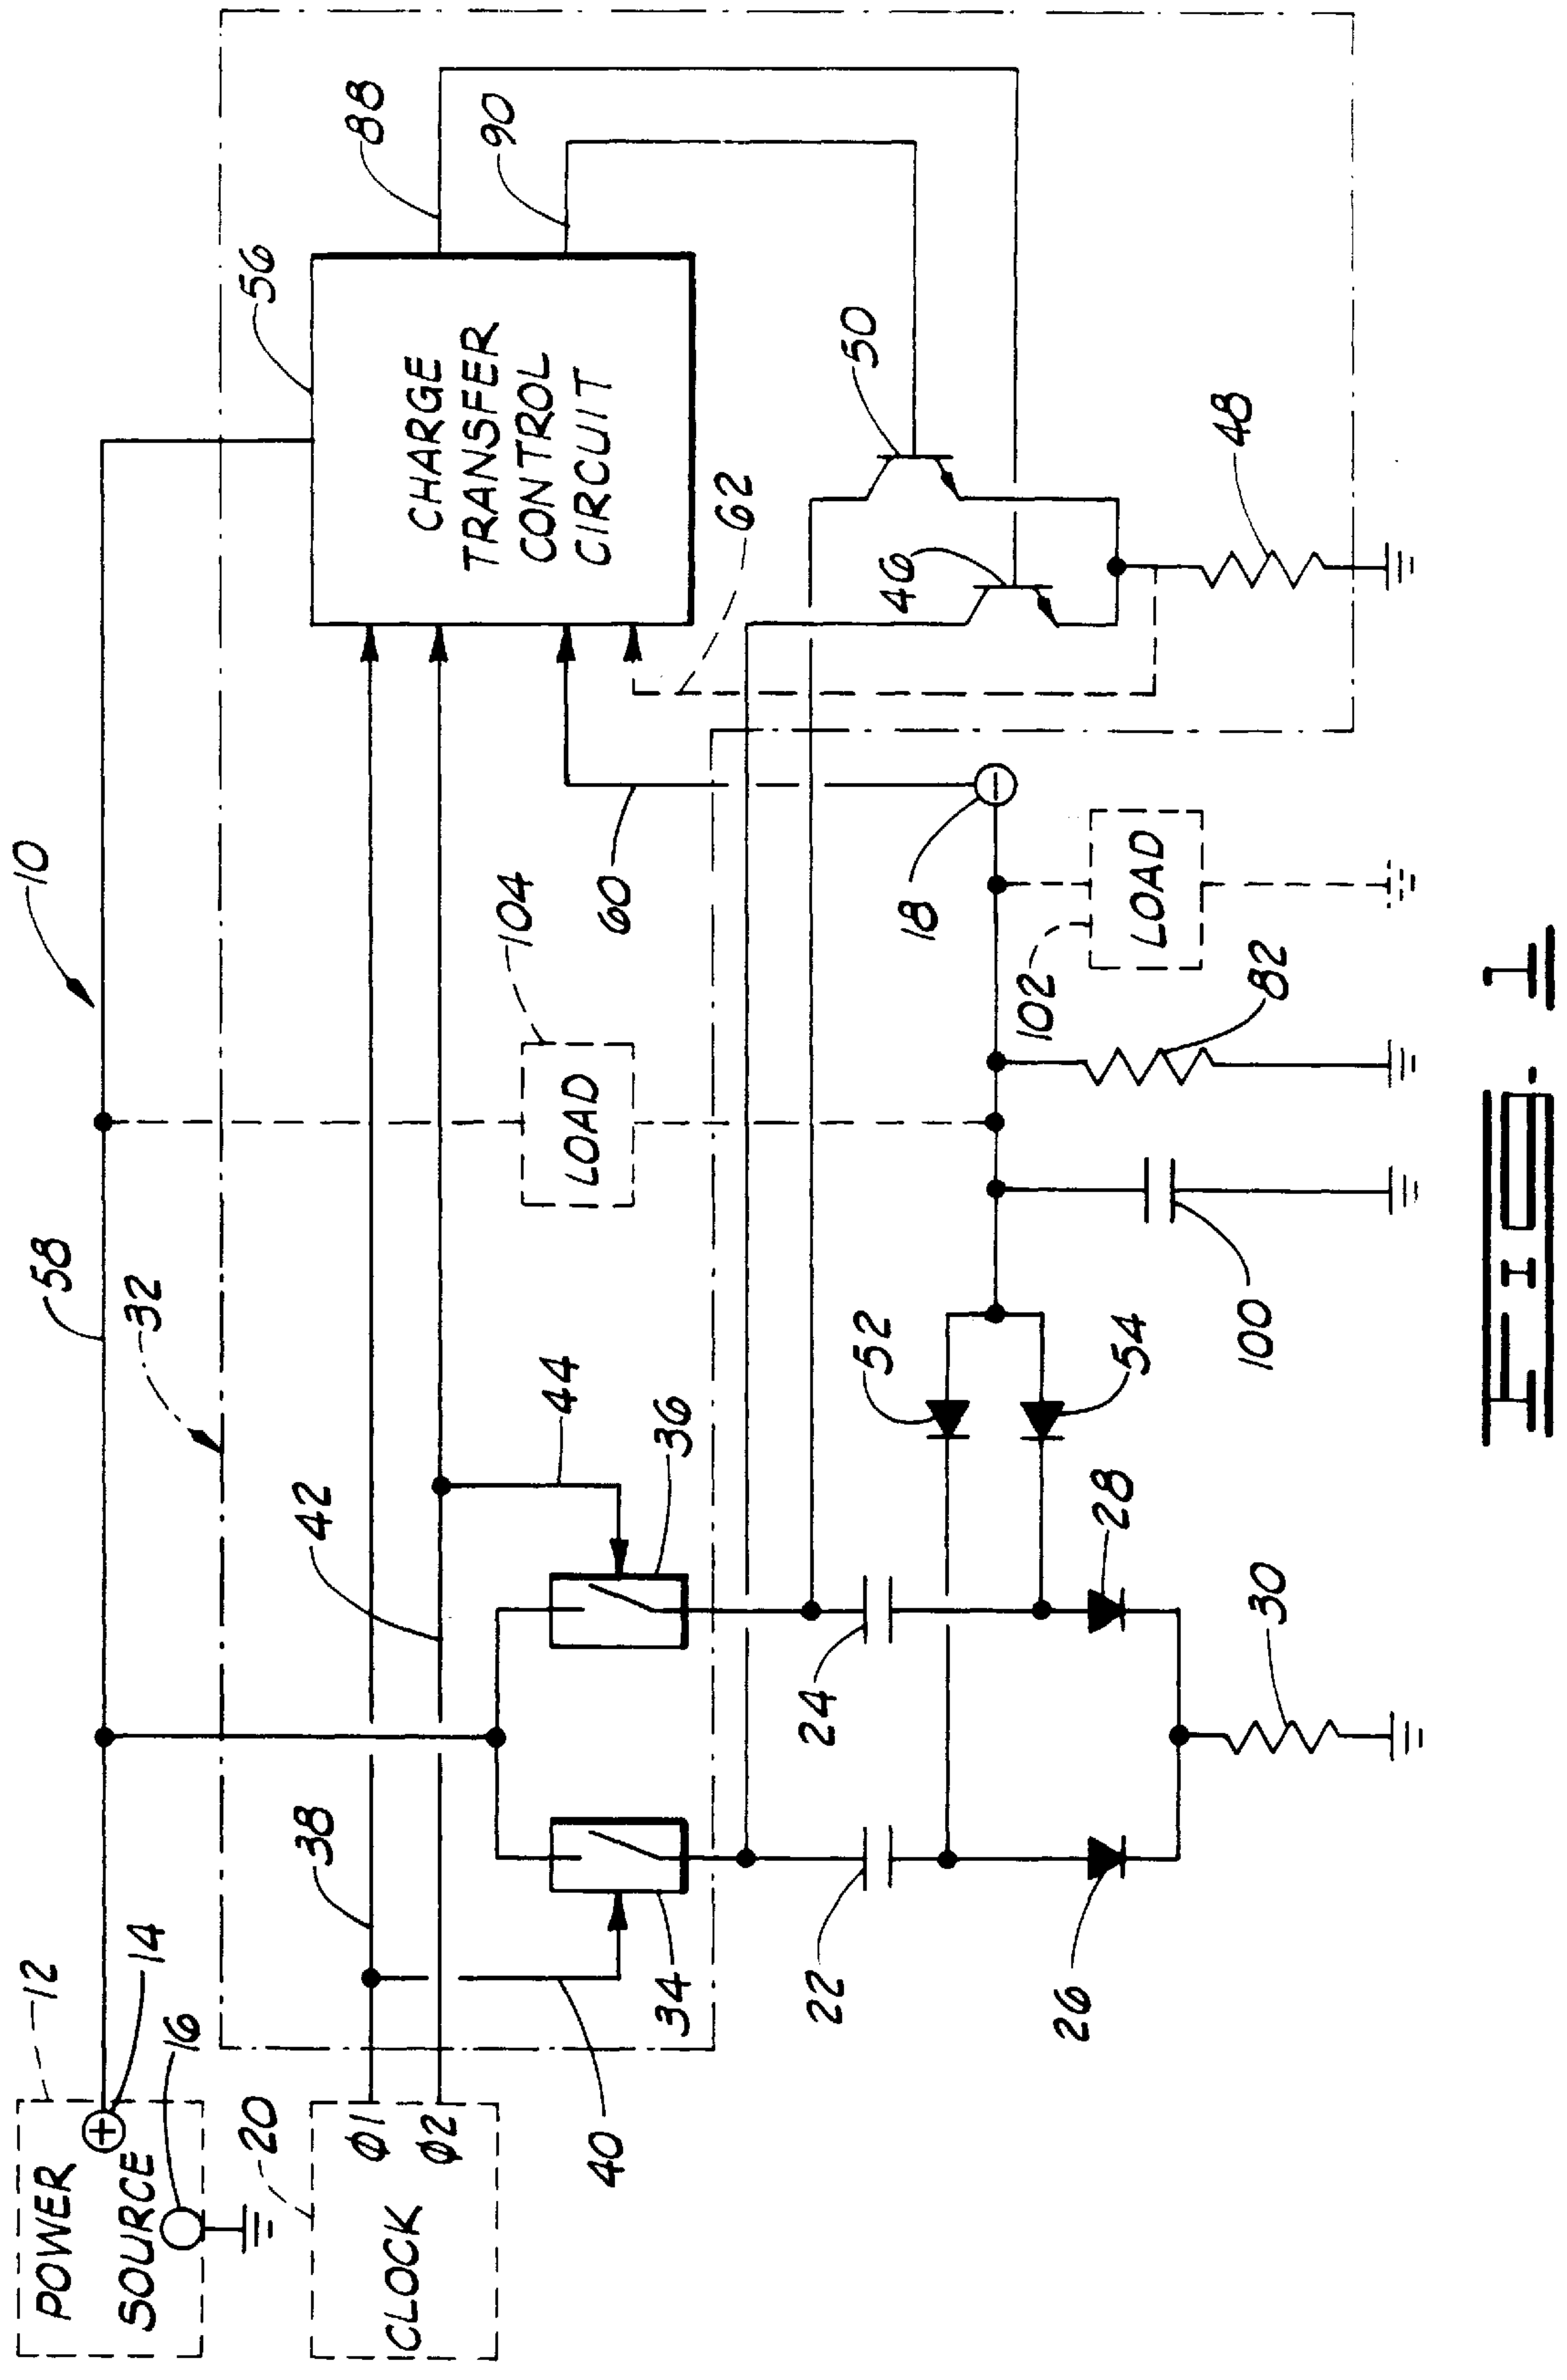 10
58
32
POWER
SOURCE
12
14
16
20
CLOCK
Φ1
Φ2
38
40
42
44
34
36
104
LOAD
56
CHARGE
TRANSFER
CONTROL
CIRCUIT
88
90
60
62
22
24
52
54
18
46
50
26
28
30
100
82
102
LOAD
48
FIG. 1